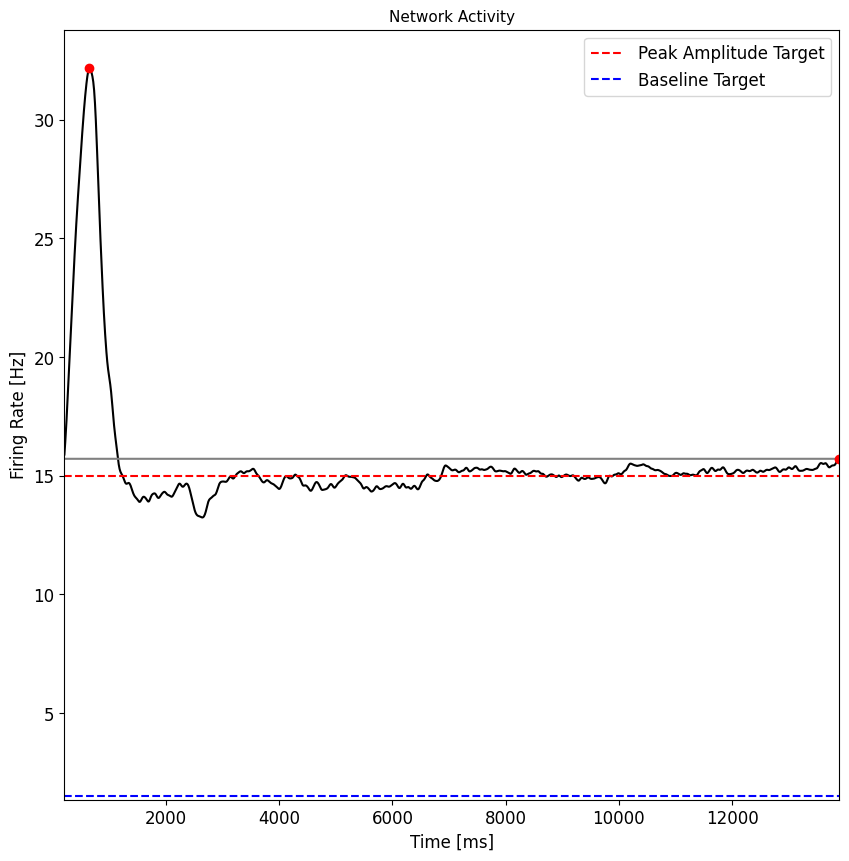 Network Activity
Peak Amplitude Target
Baseline Target
Firing Rate [Hz]
30
25
20
15
10
5
2000
4000
6000
8000
10000
12000
Time [ms]